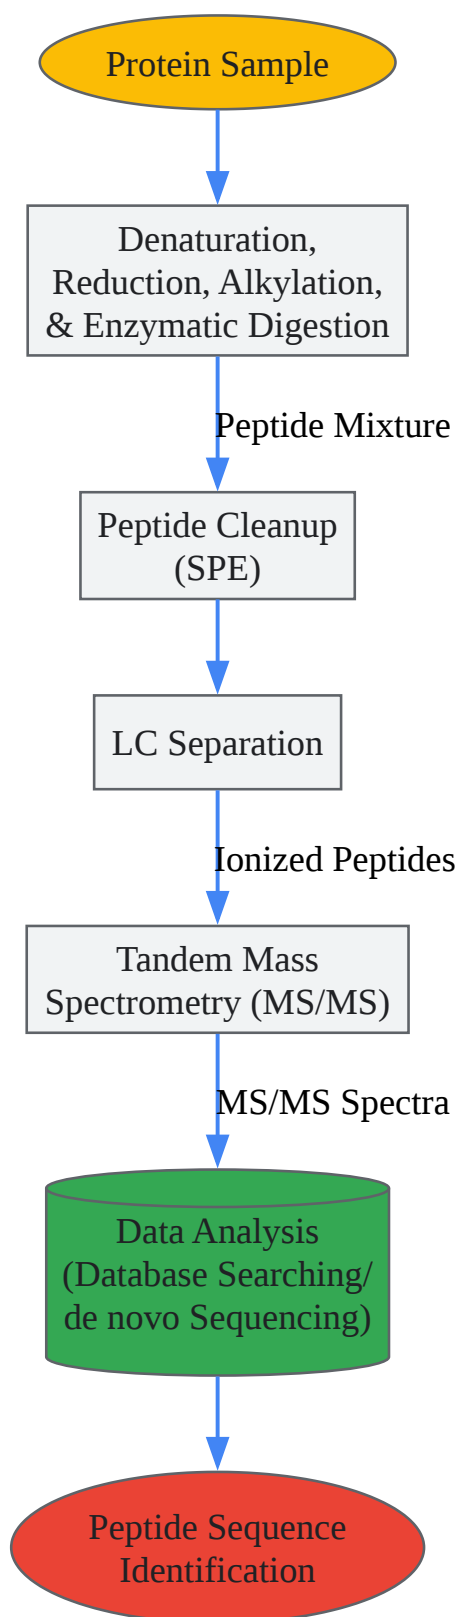 Protein Sample
Denaturation,
Reduction, Alkylation,
& Enzymatic Digestion
Peptide Mixture
Peptide Cleanup
(SPE)
LC Separation
Ionized Peptides
Tandem Mass
Spectrometry (MS/MS)
MS/MS Spectra
Data Analysis
(Database Searching/
de novo Sequencing)
Peptide Sequence
Identification